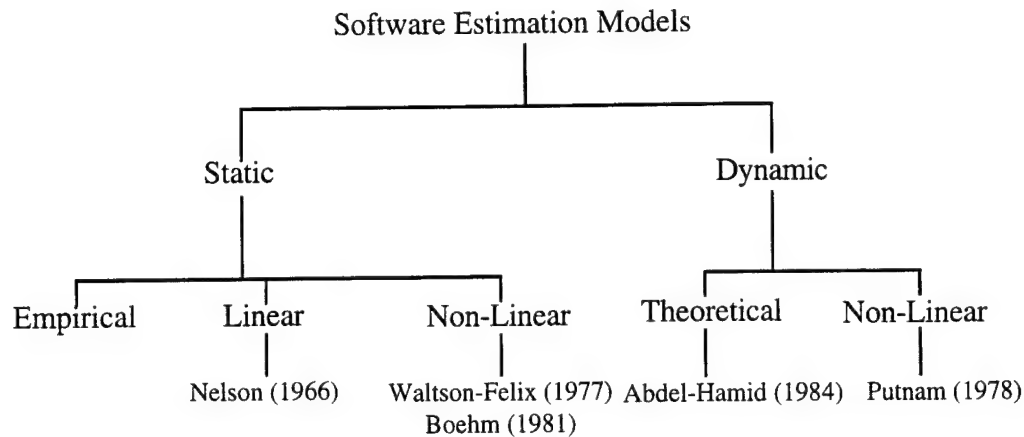 Software Estimation Models
Static
Dynamic
Empirical
Linear
Non-Linear
Theoretical
Non-Linear
Nelson (1966)
Waltson-Felix (1977)
Boehm (1981)
Abdel-Hamid (1984)
Putnam (1978)